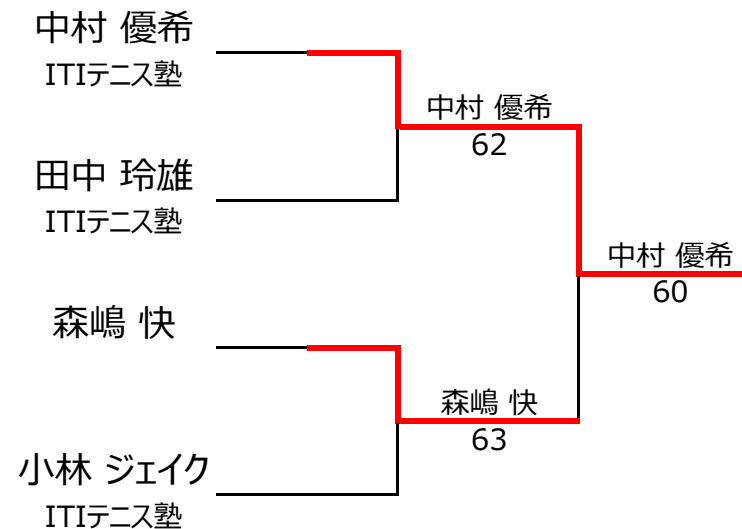 中村 優希
ITIテニス塾
中村 優希
62
田中 玲雄
ITIテニス塾
中村 優希
60
森嶋 快
森嶋 快
63
小林 ジェイク
ITIテニス塾